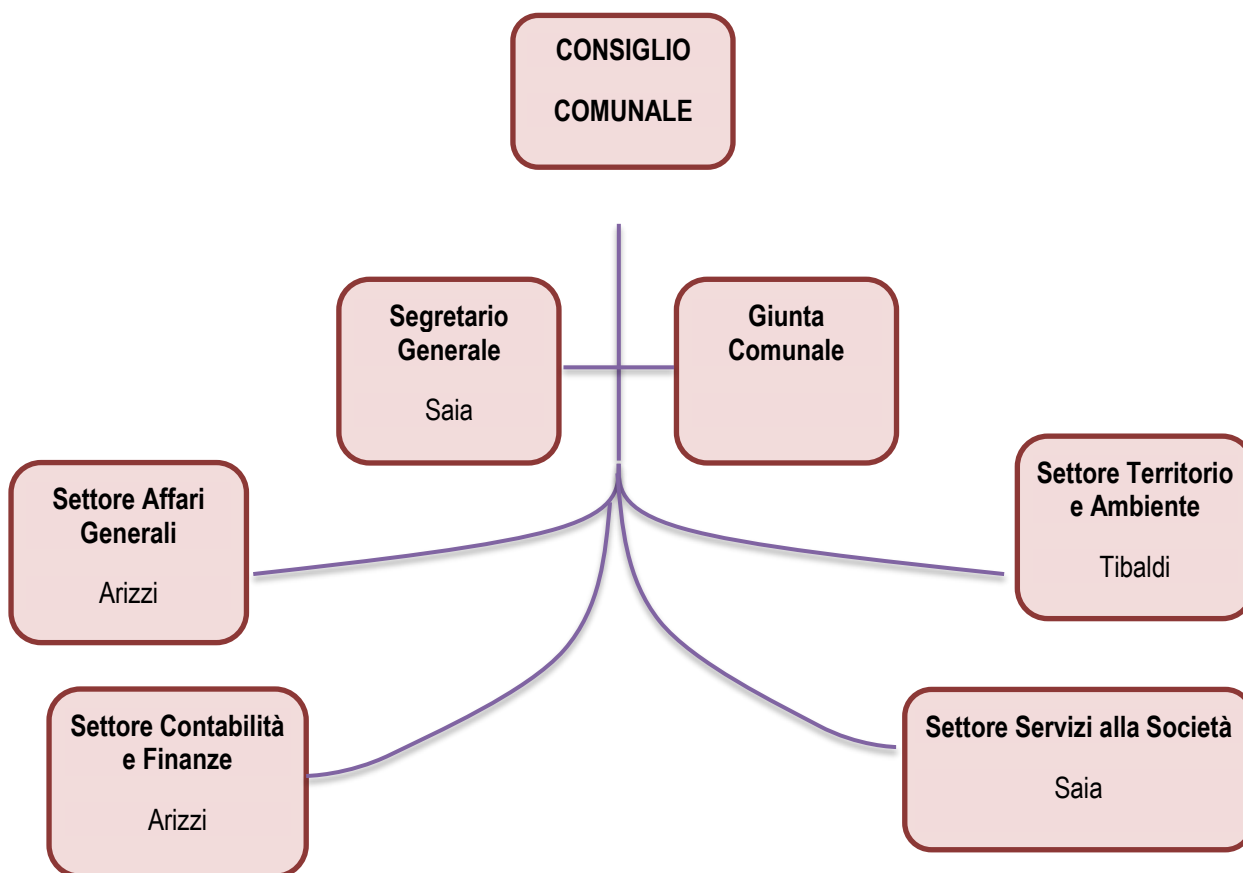 CONSIGLIO
COMUNALE
Segretario
Generale
Saia
Giunta
Comunale
Settore Affari
Generali
Arizzi
Settore Territorio
e Ambiente
Tibaldi
Settore Contabilità
e Finanze
Arizzi
Settore Servizi alla Società
Saia